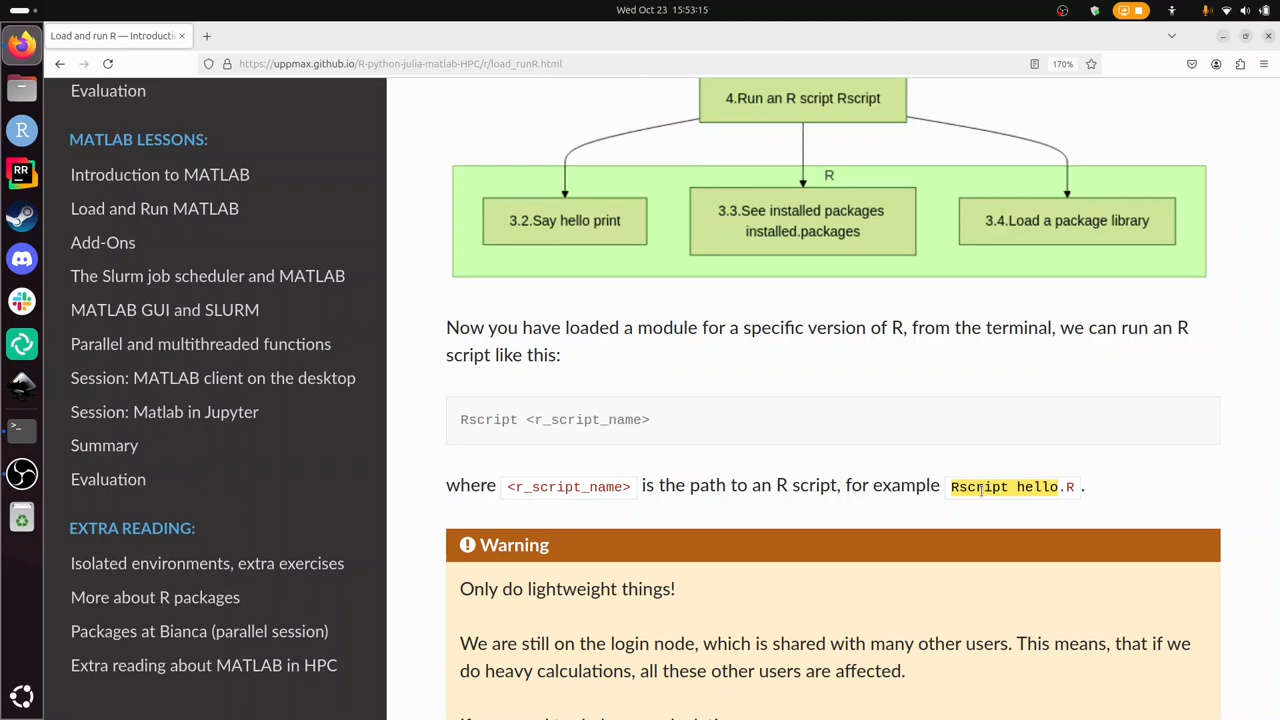 Wed Oct 23 15:53:15
Load and run R — Introducti
https://uppmax.github.io/R-python-julia-matlab-HPC/r/load_runR.html
170%
Evaluation
MATLAB LESSONS:
Introduction to MATLAB
Load and Run MATLAB
Add-Ons
The Slurm job scheduler and MATLAB
MATLAB GUI and SLURM
Parallel and multithreaded functions
Session: MATLAB client on the desktop
Session: Matlab in Jupyter
Summary
Evaluation
EXTRA READING:
Isolated environments, extra exercises
More about R packages
Packages at Bianca (parallel session)
Extra reading about MATLAB in HPC
4.Run an R script Rscript
R
3.2.Say hello print
3.3.See installed packages
installed.packages
3.4.Load a package library
Now you have loaded a module for a specific version of R, from the terminal, we can run an R
script like this:
Rscript <r_script_name>
where <r_script_name> is the path to an R script, for example Rscript hello.R.
Warning
Only do lightweight things!
We are still on the login node, which is shared with many other users. This means, that if we
do heavy calculations, all these other users are affected.